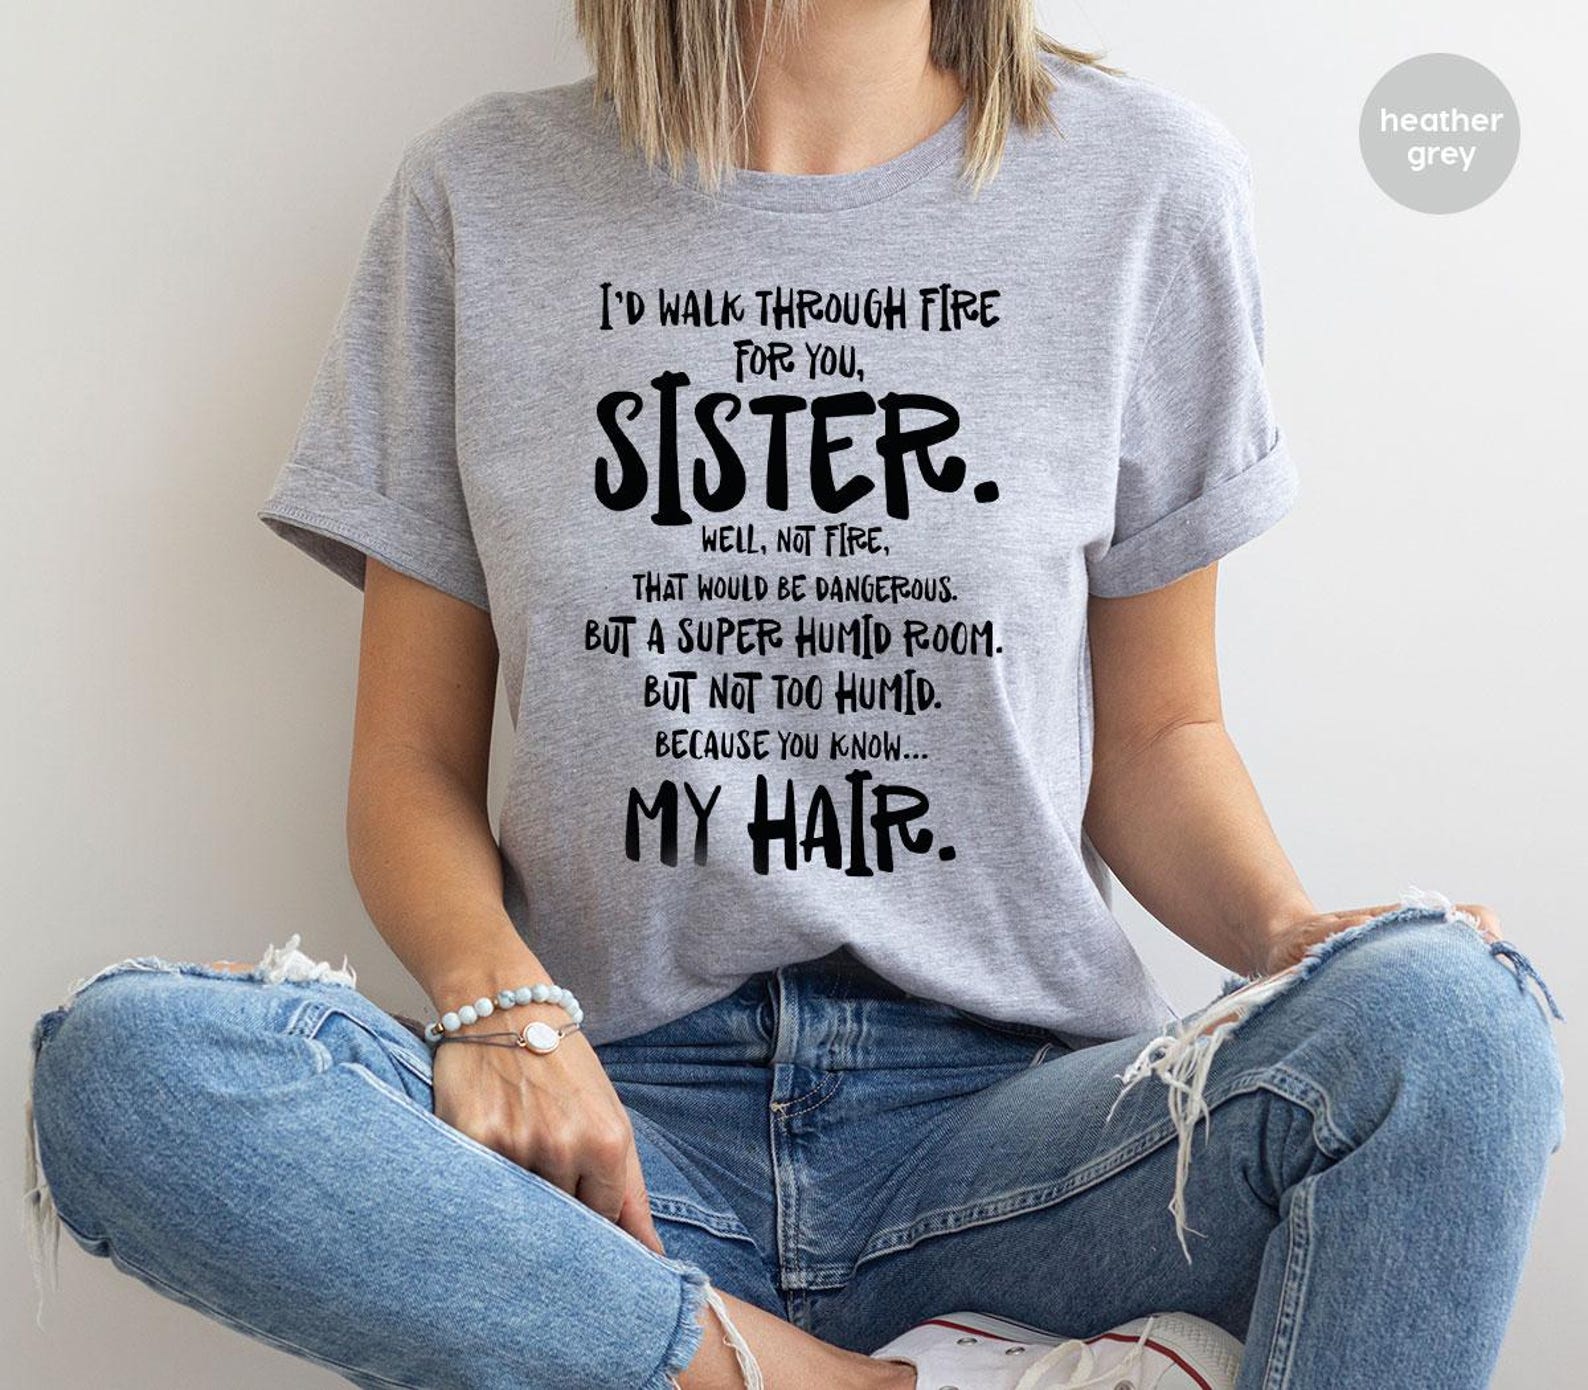 heather
grey
I'D WALK THROUGH FIRE
FOR YOU,
SISTER.
WELL, NOT FIRE,
THAT WOULD BE DANGEROUS.
BUT A SUPER HUMID ROOM.
BUT NOT TOO HUMID.
BECAUSE YOU KNOW...
MY HAIR.